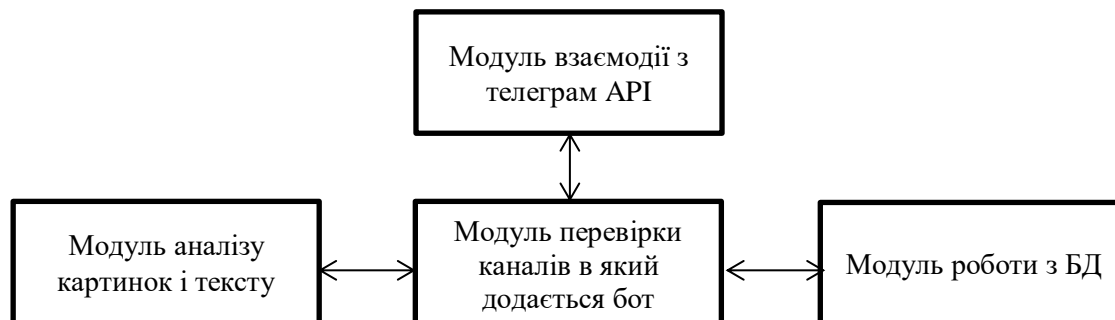 Модуль взаємодії з
телеграм API
Модуль аналізу
картинок і тексту
Модуль перевірки
каналів в який
додається бот
Модуль роботи з БД